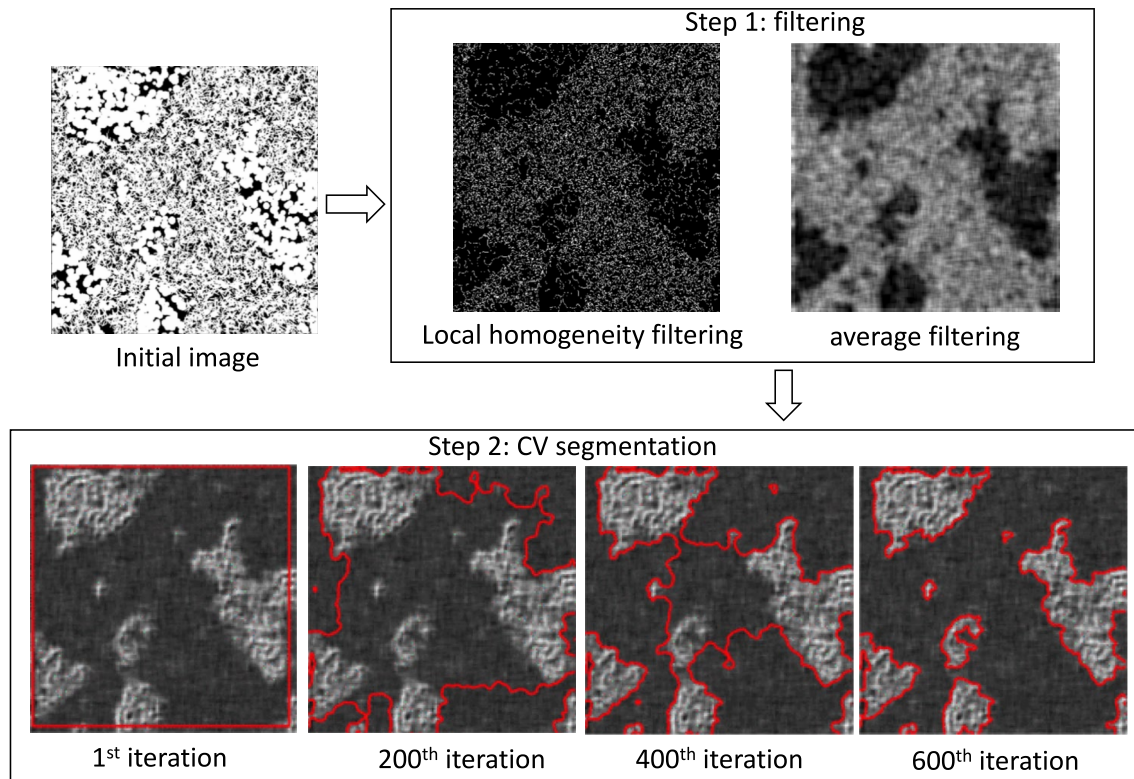 Step 1: filtering
Initial image
Local homogeneity filtering
average filtering
Step 2: CV segmentation
1st iteration
200th iteration
400th iteration
600th iteration